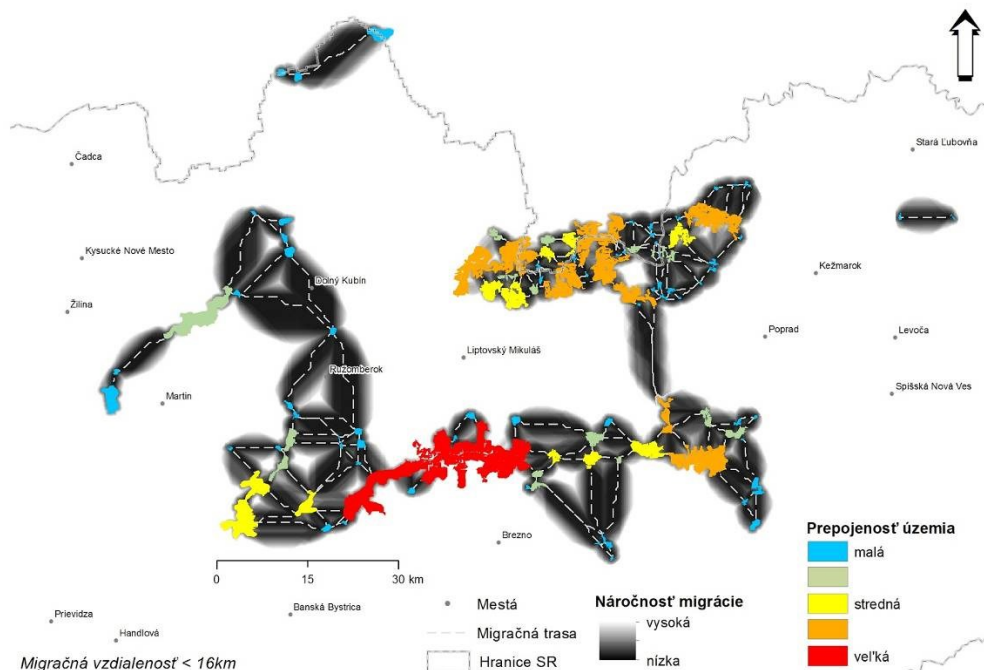 Čadca
Stará Ľubovňa
Kysucké Nové Mesto
Dolný Kubín
Kežmarok
Žilina
Poprad
Levoča
Liptovský Mikuláš
Ružomberok
Spišská Nová Ves
Martin
Brezno
0 15 30 km
Banská Bystrica
Prievidza
Handlová
Migračná vzdialenosť < 16km
Mestá
Migračná trasa
Hranice SR
Náročnosť migrácie
vysoká
nízka
Prepojenosť územia
malá
stredná
veľká